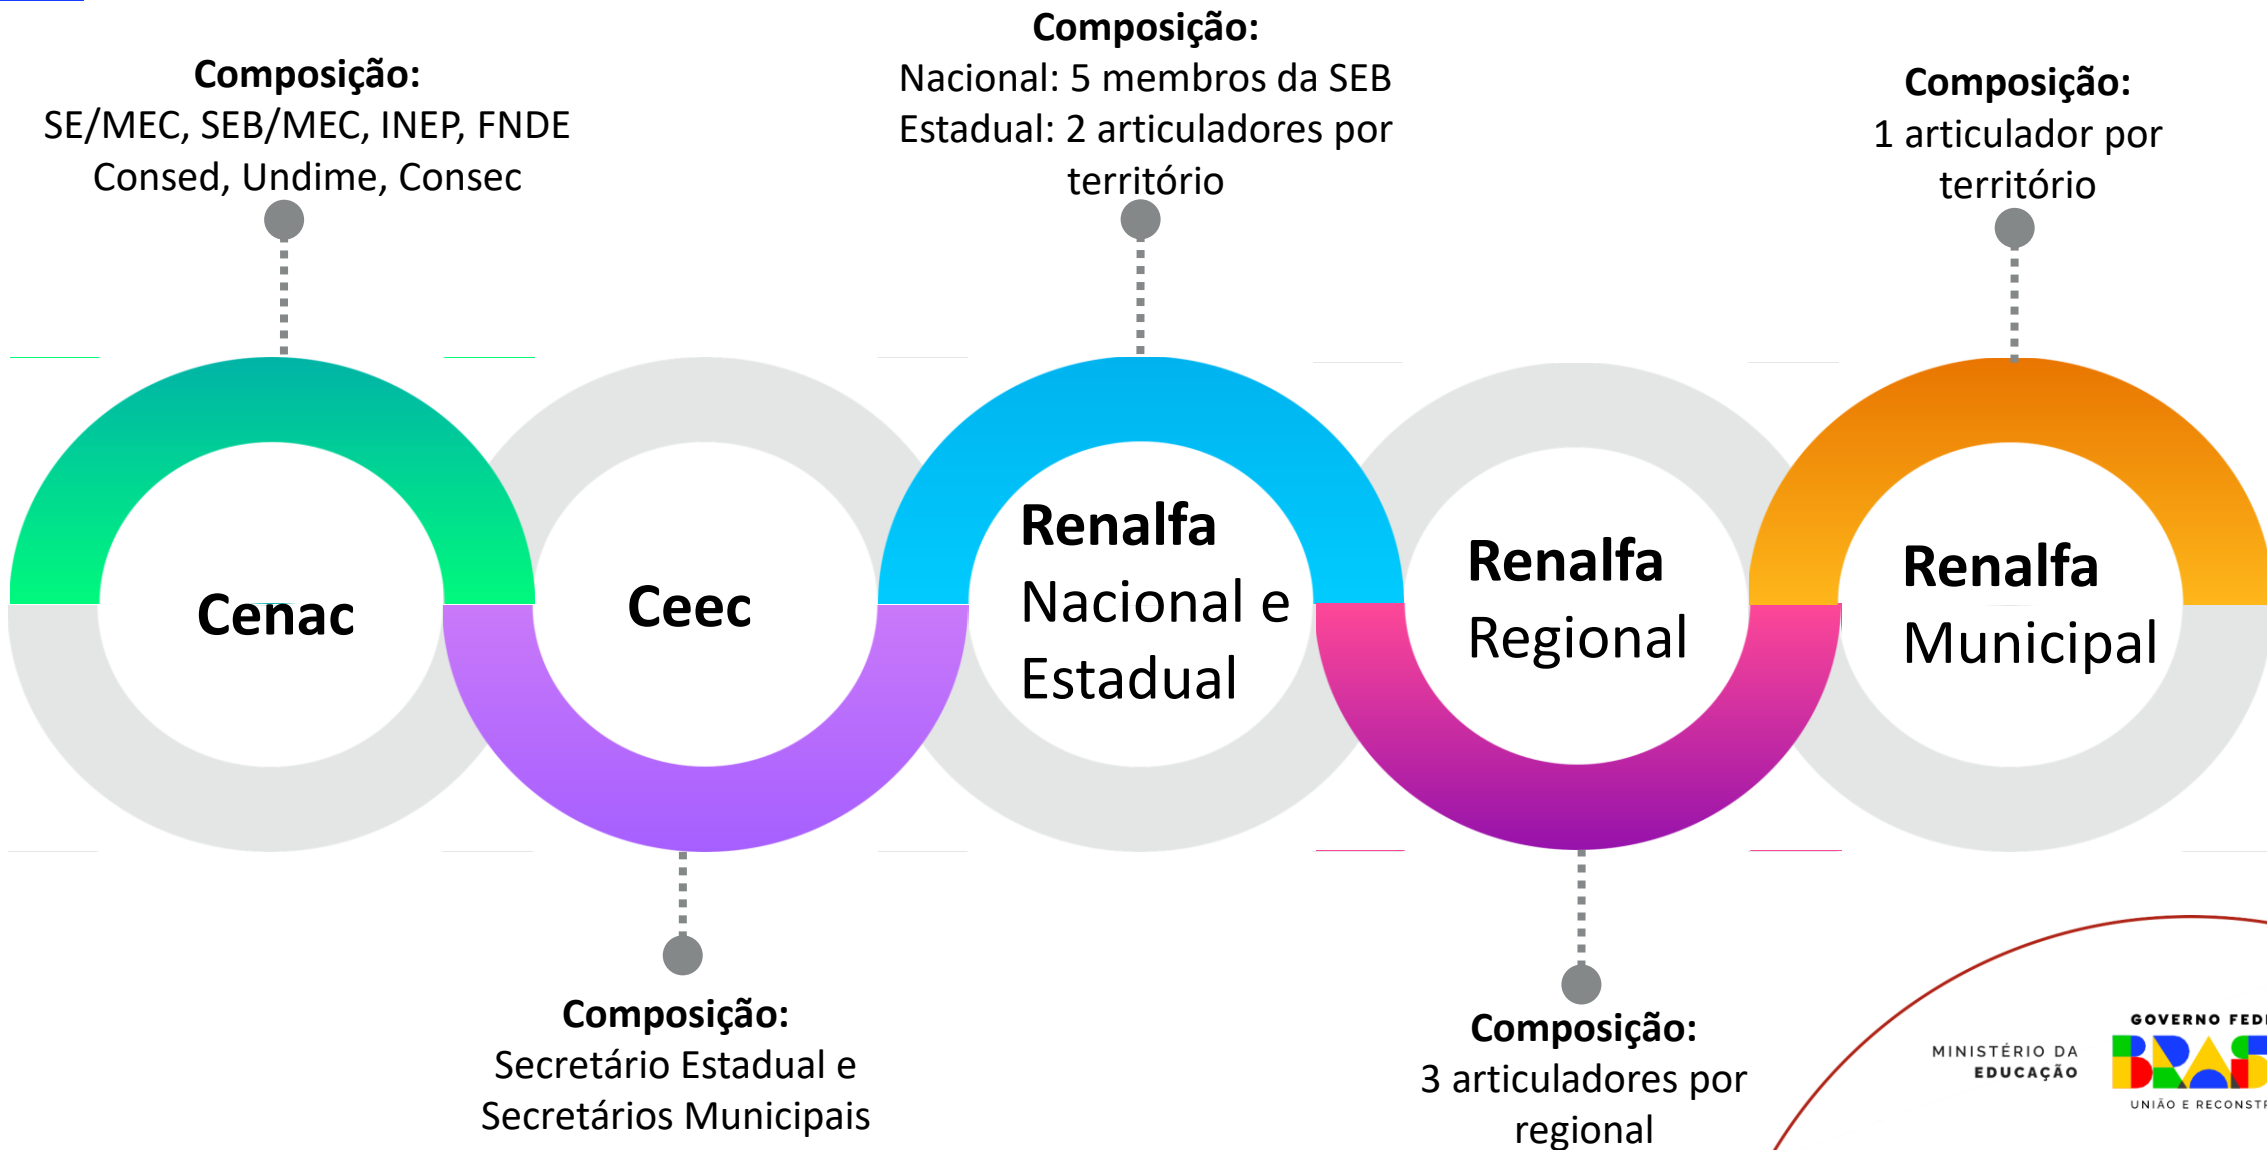 Composição:
SE/MEC, SEB/MEC, INEP, FNDE
Consed, Undime, Consec
Composição:
Nacional: 5 membros da SEB
Estadual: 2 articuladores por
território
Composição:
1 articulador por
território
Cenac
Ceec
Renalfa
Nacional e
Estadual
Renalfa
Regional
Renalfa
Municipal
Composição:
Secretário Estadual e
Secretários Municipais
Composição:
3 articuladores por
regional
MINISTÉRIO DA
EDUCAÇÃO
GOVERNO
UNIÃO E